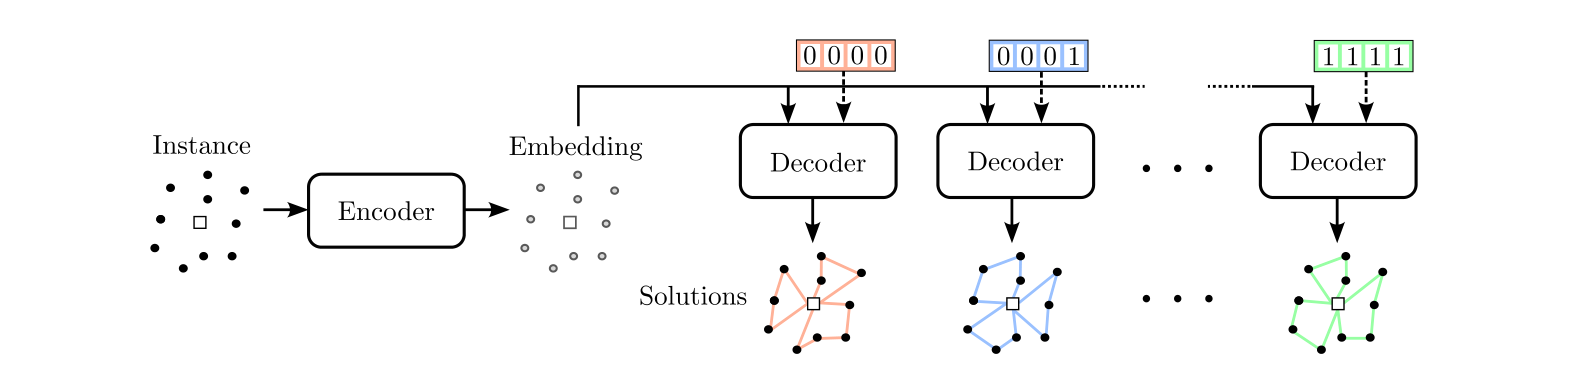 0 0 0 0
0 0 0 1
1 1 1 1
Instance
Encoder
Embedding
Decoder
Decoder
Decoder
Solutions